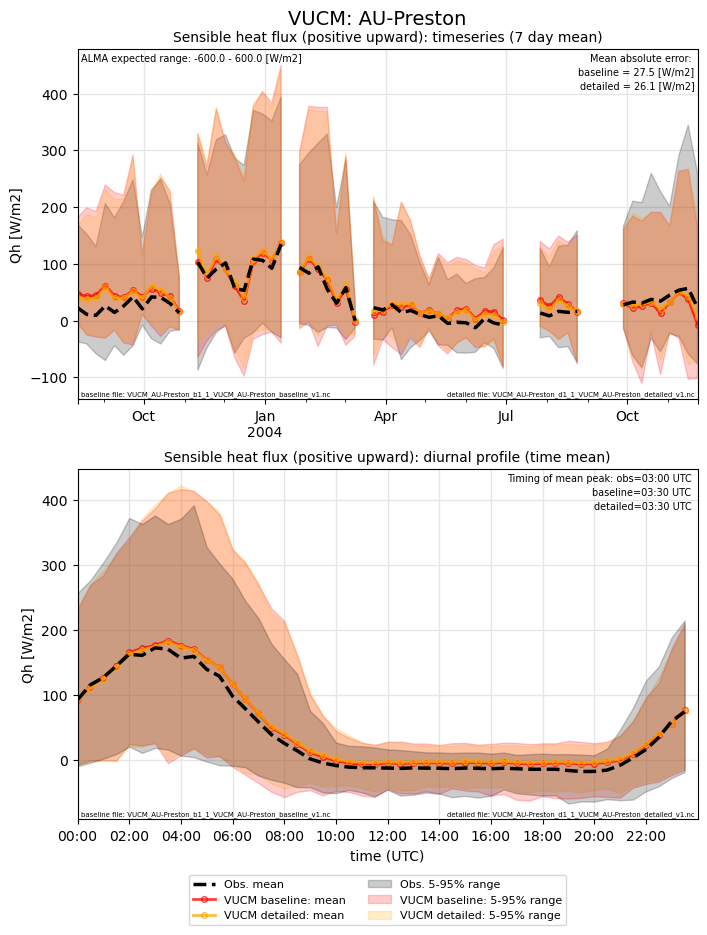 VUCM: AU-Preston
Sensible heat flux (positive upward): timeseries (7 day mean)
ALMA expected range: -600.0 - 600.0 [W/m2]
Mean absolute error:
baseline = 27.5 [W/m2]
detailed = 26.1 [W/m2]
Qh [W/m2]
400
300
200
100
0
−100
baseline file: VUCM_AU-Preston_b1_1_VUCM_AU-Preston_baseline_v1.nc
detailed file: VUCM_AU-Preston_d1_1_VUCM_AU-Preston_detailed_v1.nc
Oct Jan Apr Jul Oct
2004
Sensible heat flux (positive upward): diurnal profile (time mean)
Timing of mean peak: obs=03:00 UTC
baseline=03:30 UTC
detailed=03:30 UTC
Qh [W/m2]
400
300
200
100
0
baseline file: VUCM_AU-Preston_b1_1_VUCM_AU-Preston_baseline_v1.nc
detailed file: VUCM_AU-Preston_d1_1_VUCM_AU-Preston_detailed_v1.nc
00:00 02:00 04:00 06:00 08:00 10:00 12:00 14:00 16:00 18:00 20:00 22:00
time (UTC)
Obs. mean
VUCM baseline: mean
VUCM detailed: mean
Obs. 5-95% range
VUCM baseline: 5-95% range
VUCM detailed: 5-95% range